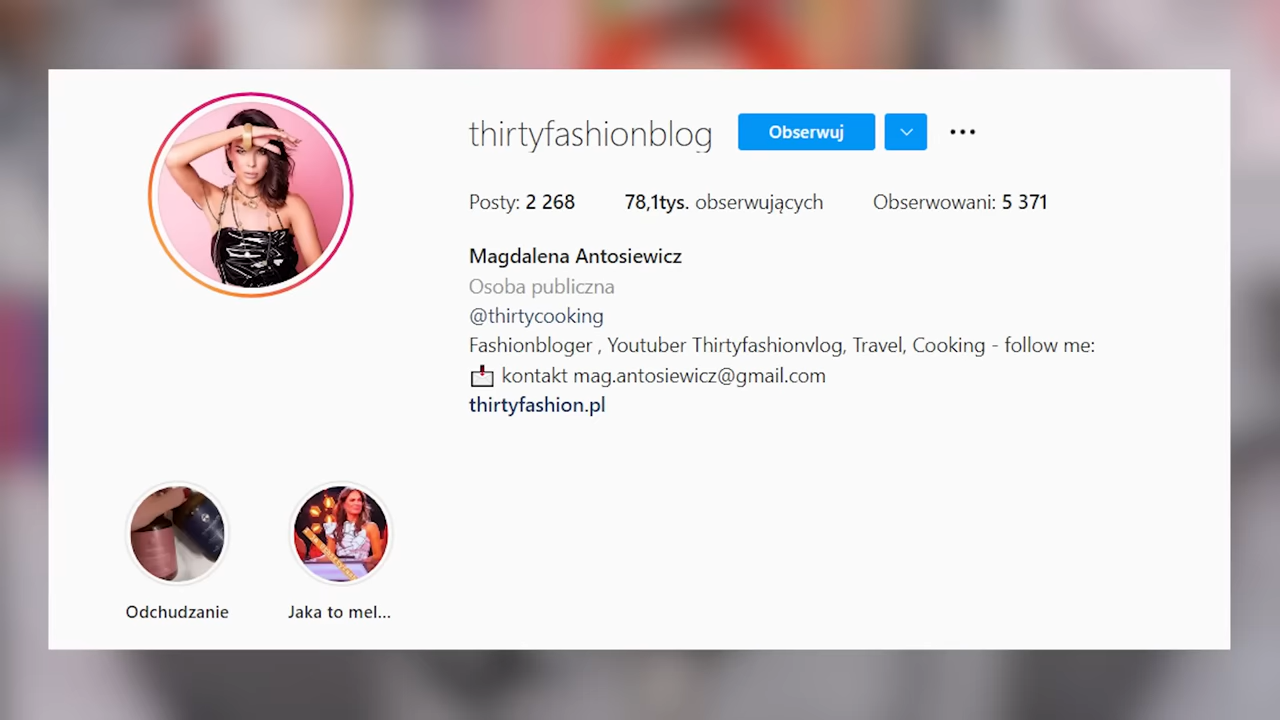 thirtyfashionblog Obserwuj
Posty: 2 268 78,1tys. obserwujących Obserwowani: 5 371
Magdalena Antosiewicz
Osoba publiczna
@thirtycooking
Fashionbloger , Youtuber Thirtyfashionvlog, Travel, Cooking - follow me:
kontakt mag.antosiewicz@gmail.com
thirtyfashion.pl
Odchudzanie Jaka to mel...